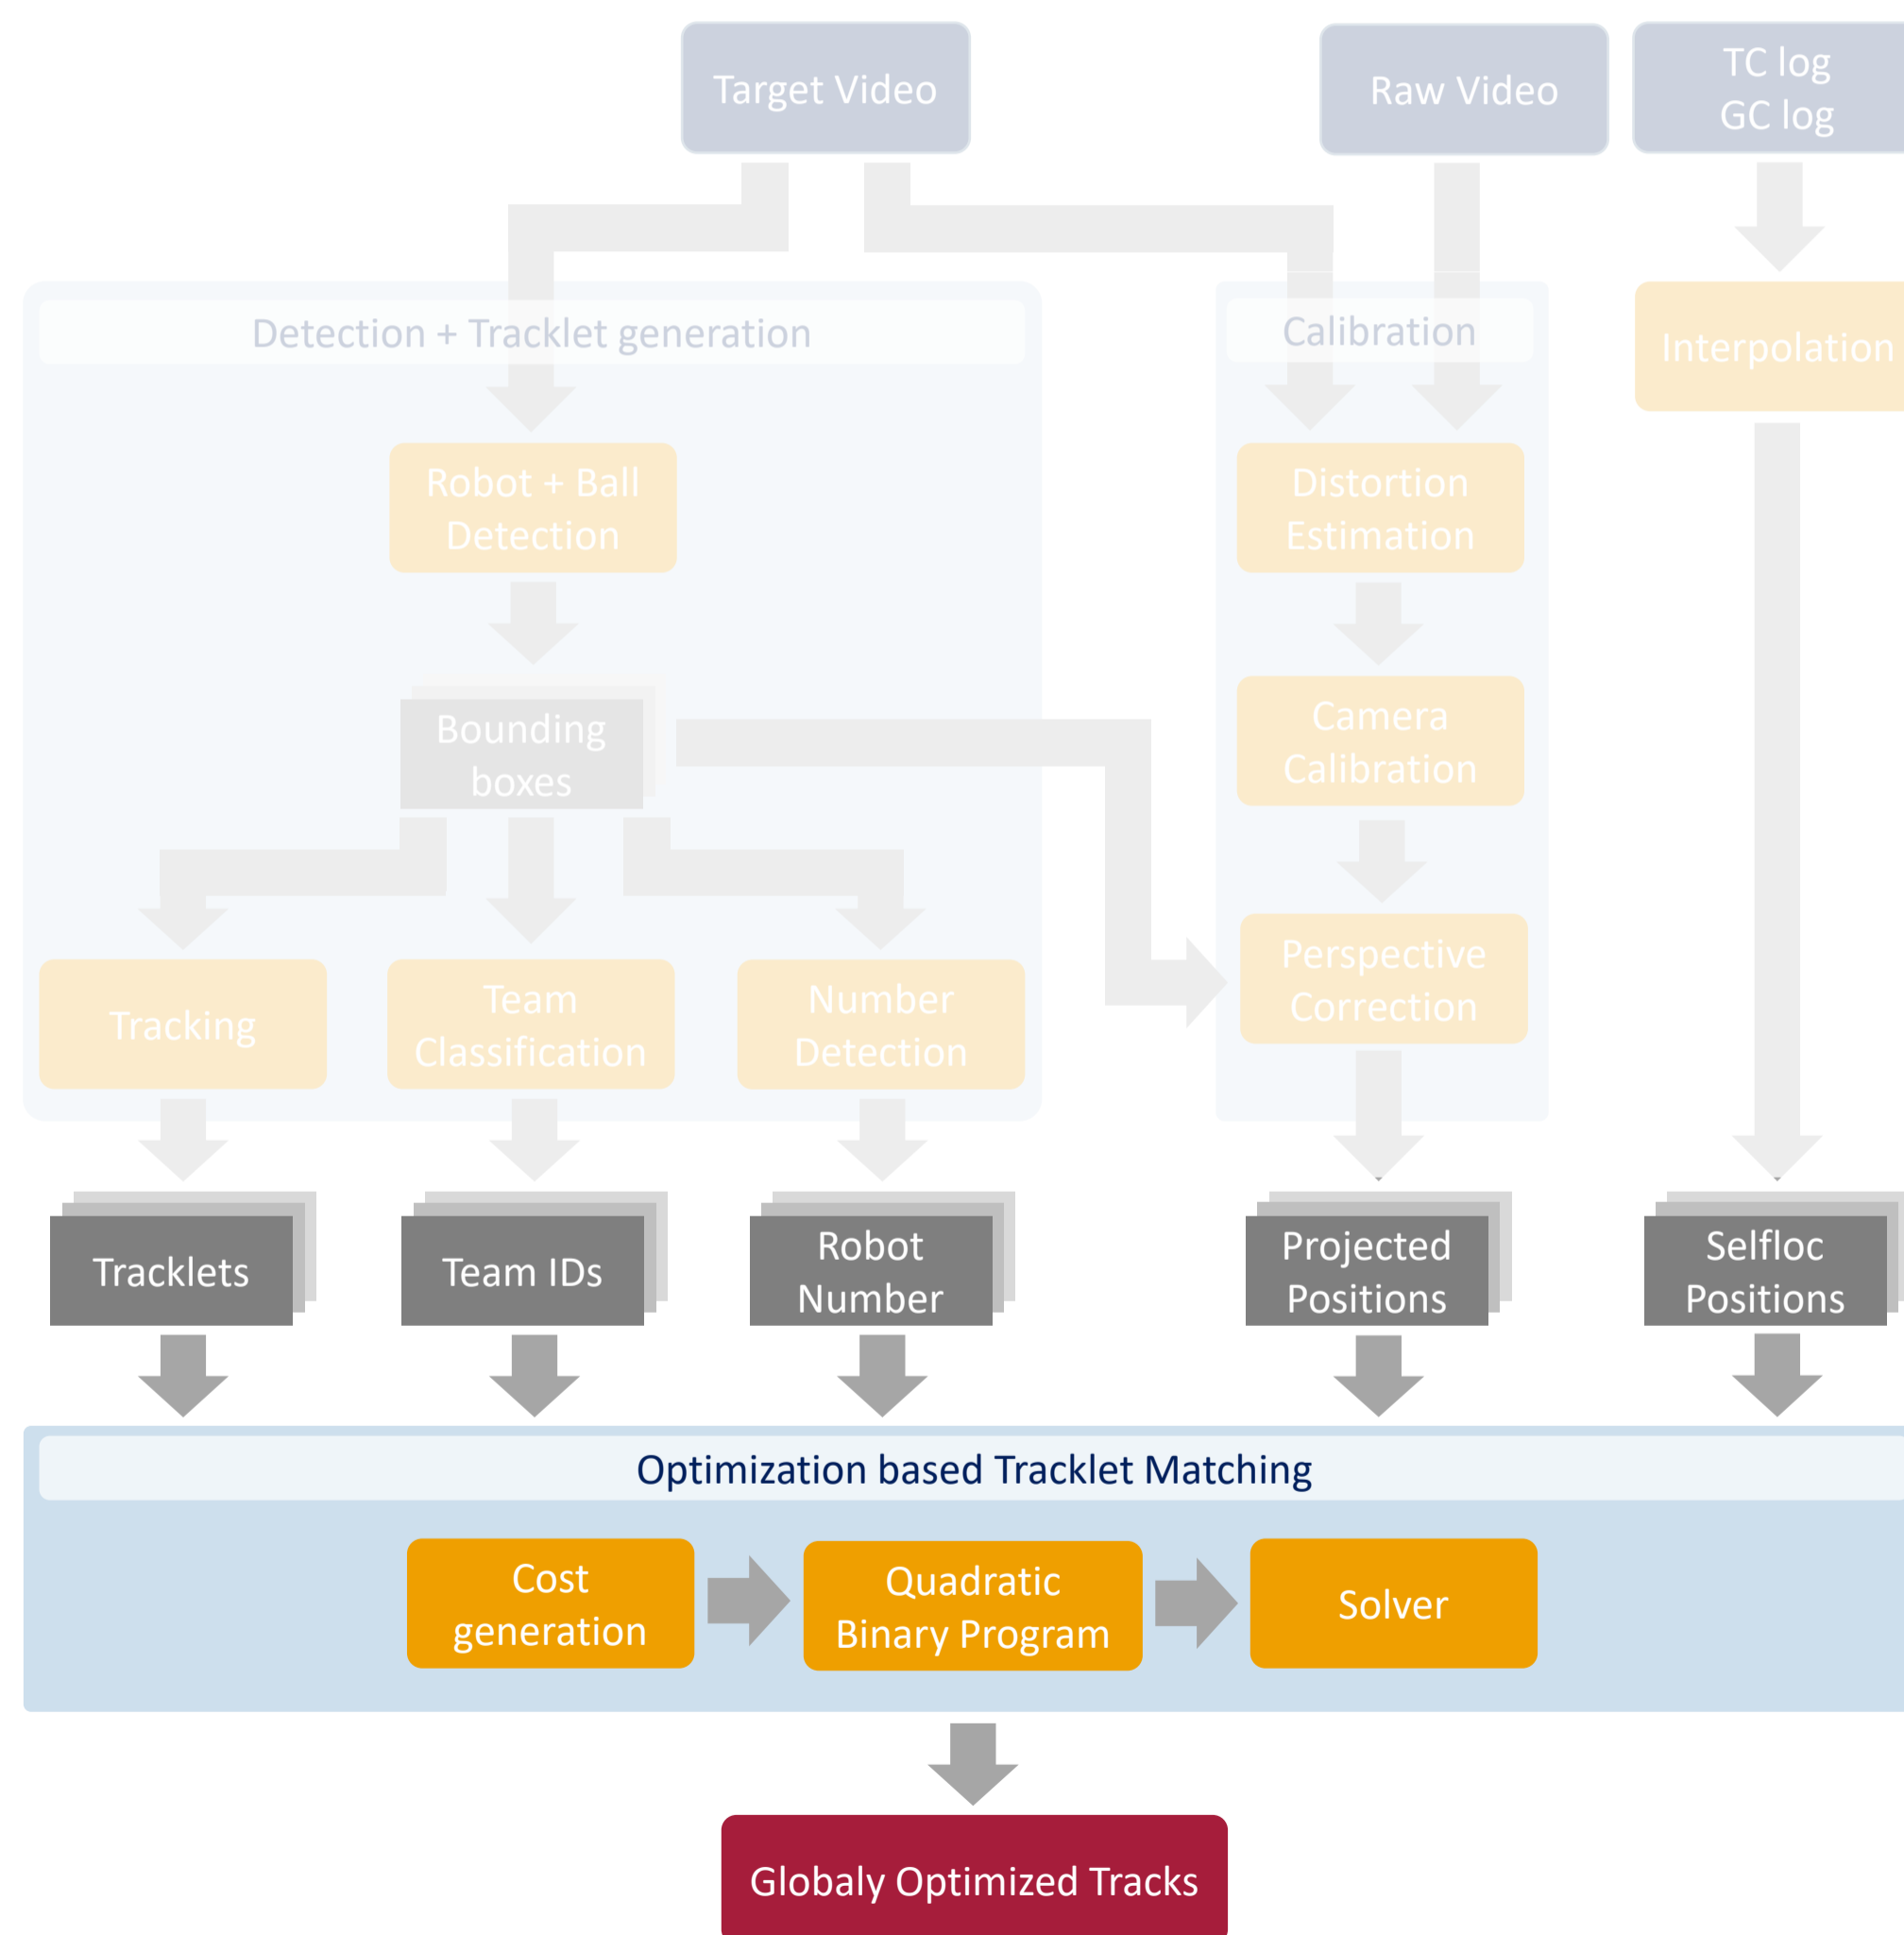 Target Video
Raw Video
TC log
GC log
Detection + Tracklet generation
Calibration
Interpolation
Robot + Ball
Detection
Distortion
Estimation
Bounding
boxes
Camera
Calibration
Tracking
Team
Classification
Number
Detection
Perspective
Correction
Tracklets
Team IDs
Robot
Number
Projected
Positions
Selfloc
Positions
Optimization based Tracklet Matching
Cost
generation
Quadratic
Binary Program
Solver
Globaly Optimized Tracks